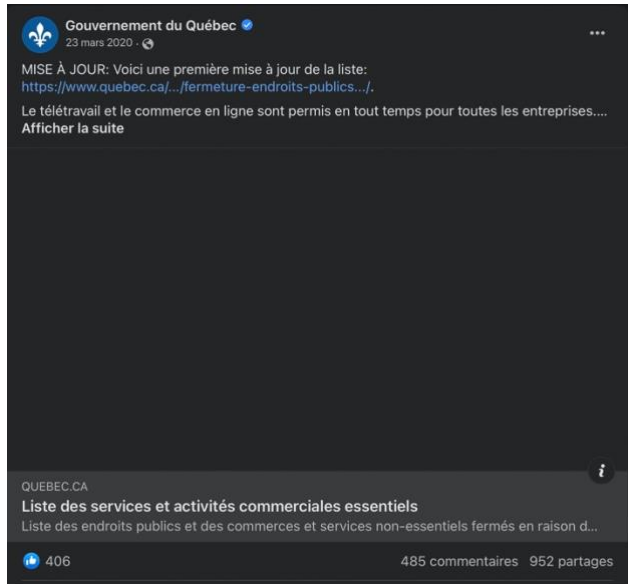 Gouvernement du Québec
23 mars 2020 ·
MISE À JOUR: Voici une première mise à jour de la liste:
https://www.quebec.ca/.../fermeture-endroits-publics.../.
Le télétravail et le commerce en ligne sont permis en tout temps pour toutes les entreprises....
Afficher la suite
QUEBEC.CA
Liste des services et activités commerciales essentiels
Liste des endroits publics et des commerces et services non-essentiels fermés en raison d...
406
485 commentaires 952 partages